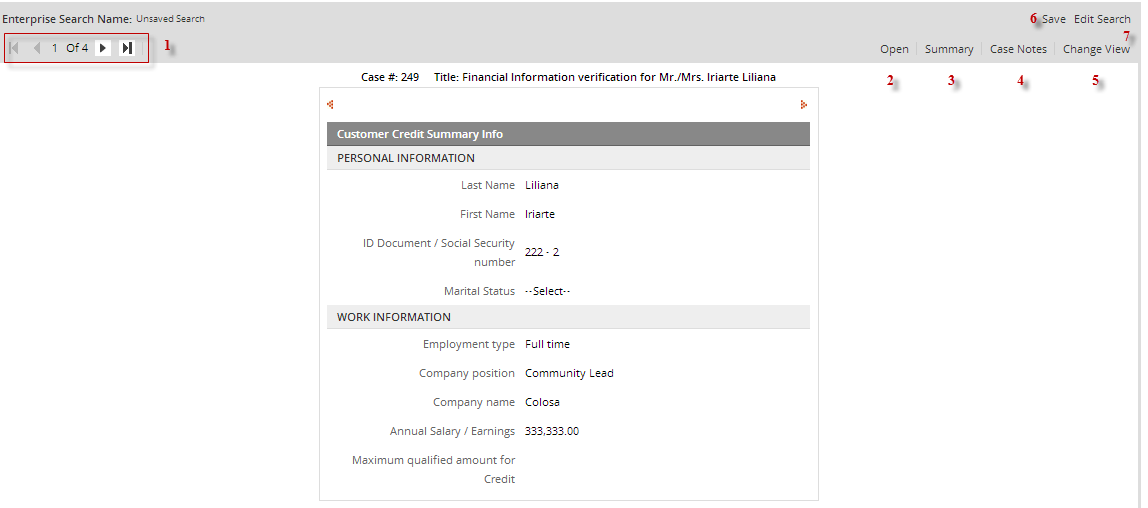 Enterprise Search Name: Unsaved Search
6 Save Edit Search
7
1 Of 4
1
Open Summary Case Notes Change View
2 3 4 5
Case #: 249 Title: Financial Information verification for Mr./Mrs. Iriarte Liliana
Customer Credit Summary Info
PERSONAL INFORMATION
Last Name Liliana
First Name Iriarte
ID Document / Social Security
number
222 - 2
Marital Status --Select--
WORK INFORMATION
Employment type Full time
Company position Community Lead
Company name Colosa
Annual Salary / Earnings 333,333.00
Maximum qualified amount for
Credit